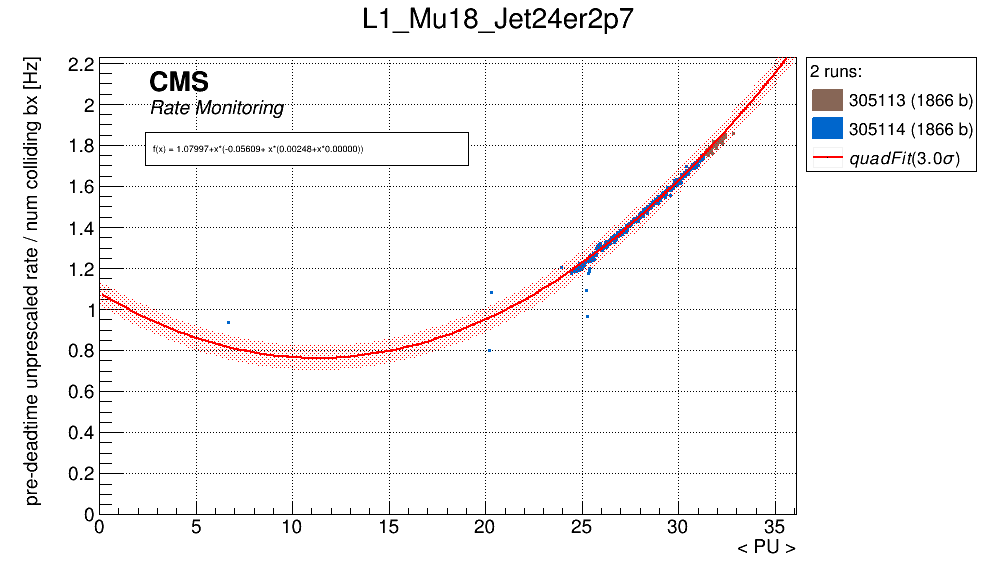 L1_Mu18_Jet24er2p7
pre-deadtime unprescaled rate / num colliding bx [Hz]
2.2
2
1.8
1.6
1.4
1.2
1
0.8
0.6
0.4
0.2
0
CMS
Rate Monitoring
f(x) = 1.07997+x*(-0.05609+ x*(0.00248+x*0.00000))
2 runs:
305113 (1866 b)
305114 (1866 b)
quadFit(3.0σ)
0 5 10 15 20 25 30 35
< PU >